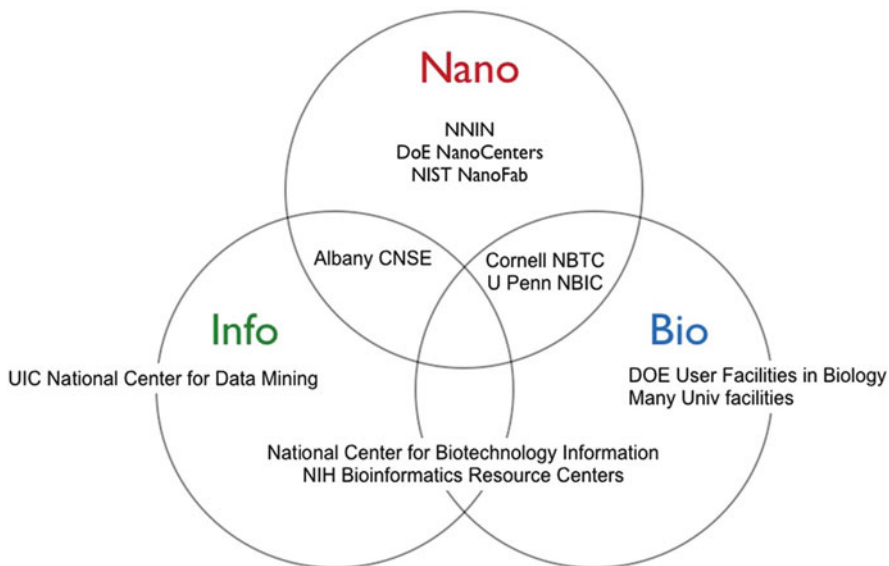 Nano
NNIN
DoE NanoCenters
NIST NanoFab
Albany CNSE
Cornell NBTC
U Penn NBIC
Info
Bio
UIC National Center for Data Mining
DOE User Facilities in Biology
Many Univ facilities
National Center for Biotechnology Information
NIH Bioinformatics Resource Centers